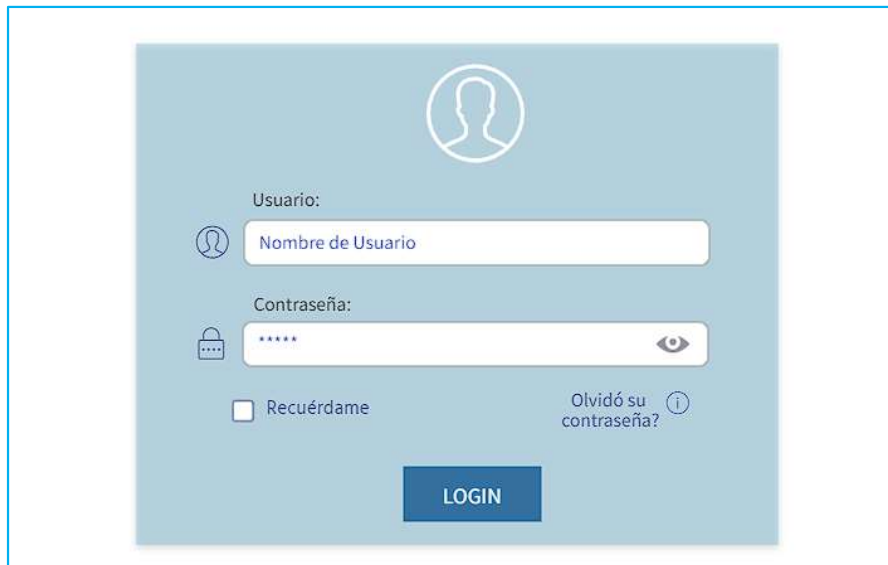 Usuario:
Nombre de Usuario
Contraseña:
*****
Recuérdame
Olvidó su
contraseña?
LOGIN